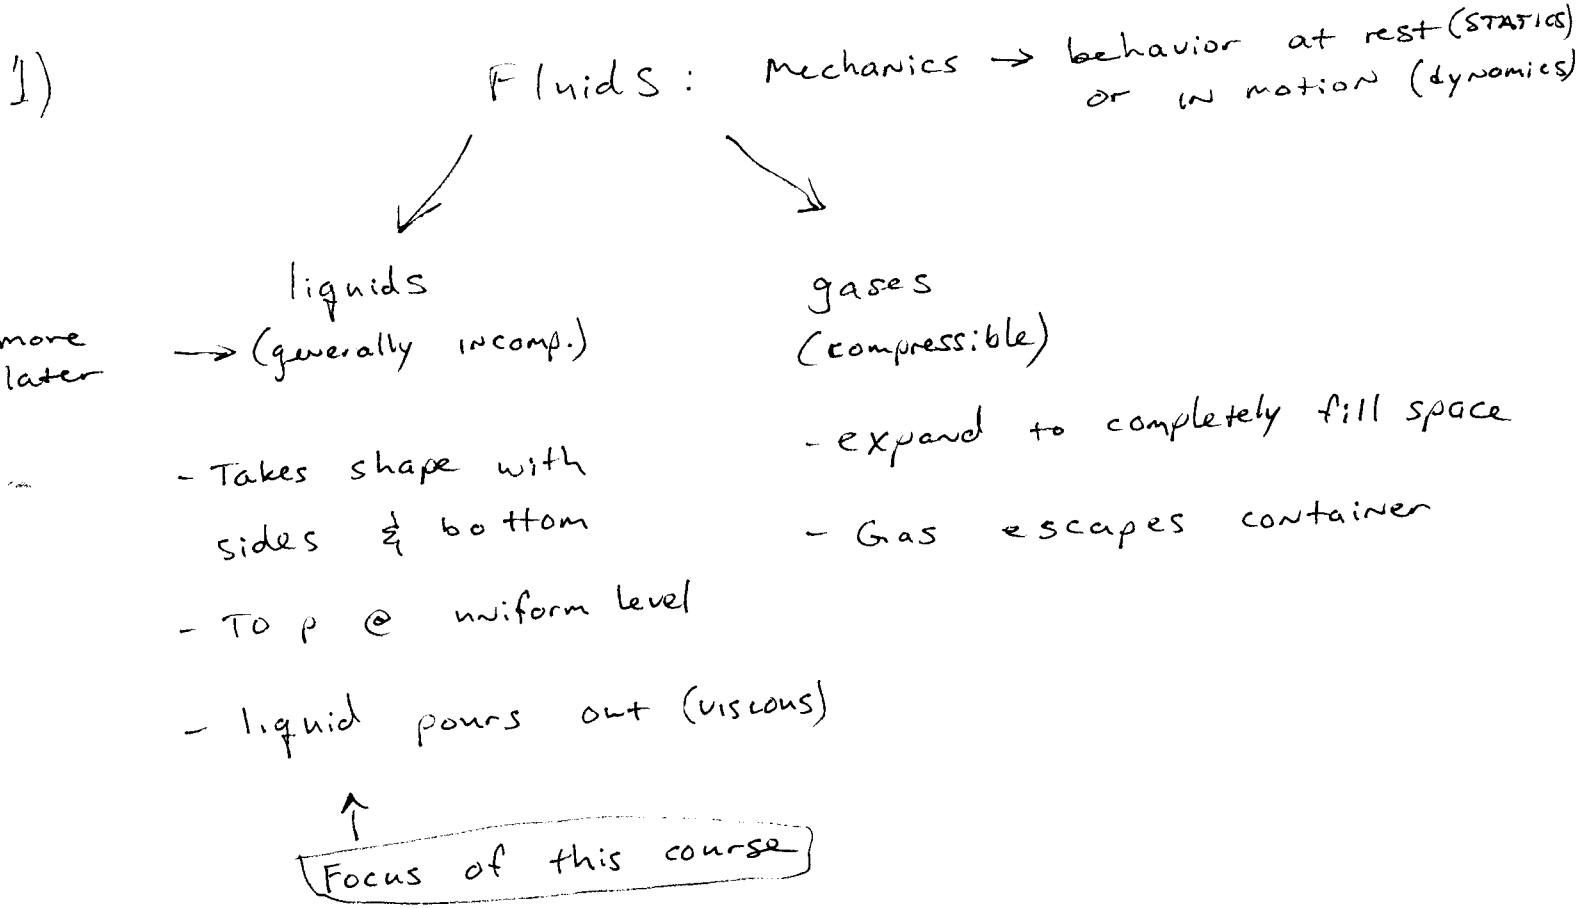 1)
Fluids: Mechanics → behavior at rest (STATICS)
or in motion (dynamics)
liquids
more later → (generally incomp.)
- Takes shape with
sides & bottom
- Top @ uniform level
- liquid pours out (viscous)
↑
Focus of this course
gases
(compressible)
- expand to completely fill space
- Gas escapes container